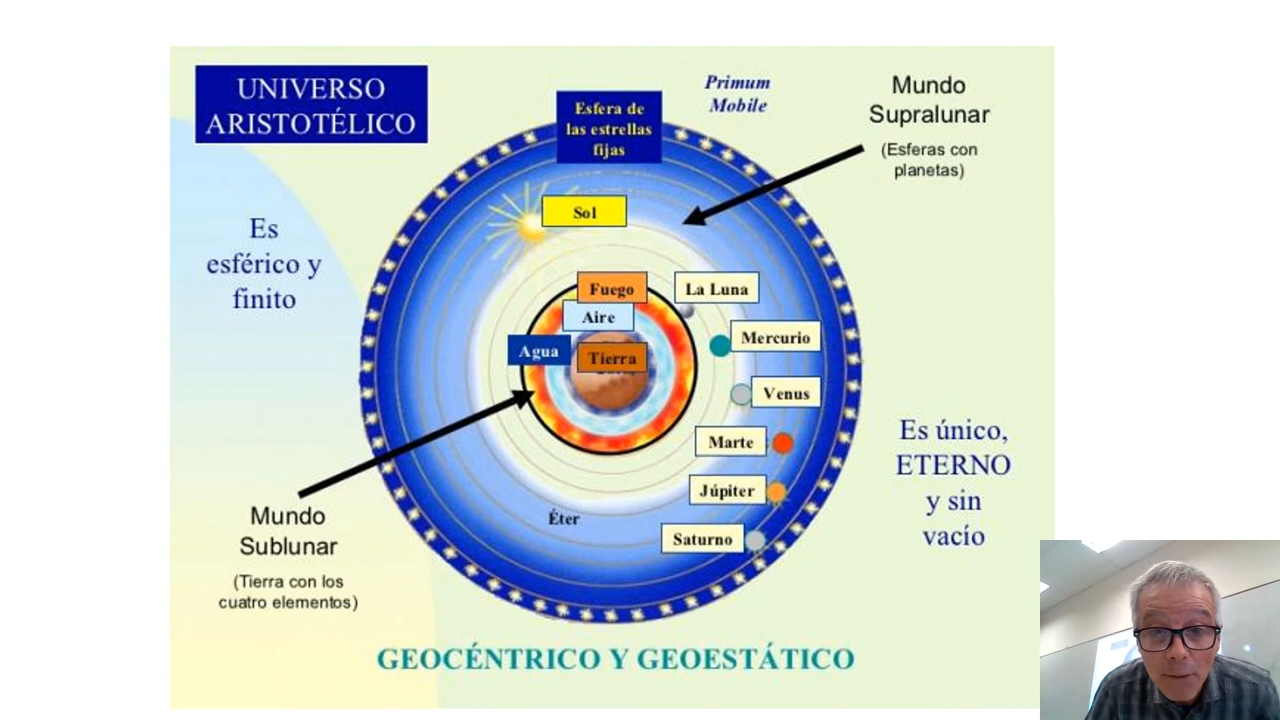 UNIVERSO
ARISTOTÉLICO
Esfera de
las estrellas
fijas
Primum
Mobile
Mundo
Supralunar
(Esferas con
planetas)
Es
esférico y
finito
Sol
Fuego
La Luna
Aire
Mercurio
Agua
Tierra
Venus
Marte
Es único,
ETERNO
y sin
vacío
Júpiter
Éter
Saturno
Mundo
Sublunar
(Tierra con los
cuatro elementos)
GEOCÉNTRICO Y GEOESTÁTICO